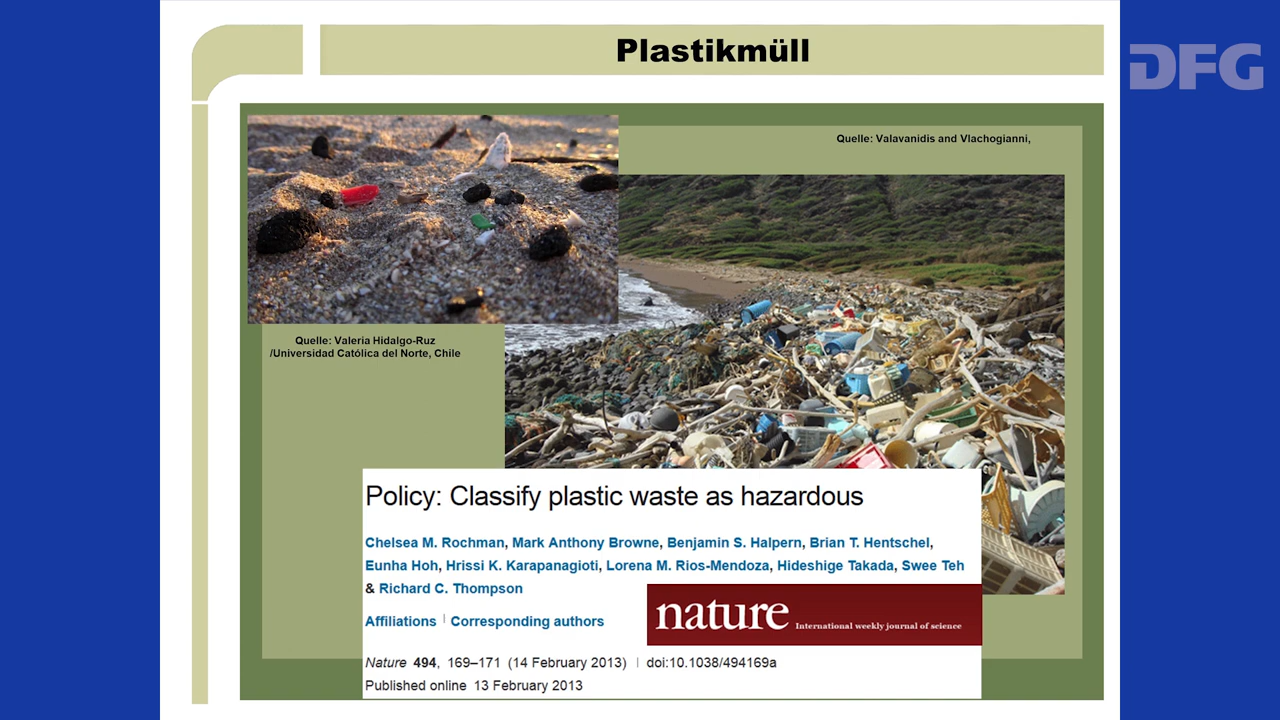 Plastikmüll
DFG
Quelle: Valavanidis and Vlachogianni,
Quelle: Valeria Hidalgo-Ruz
/Universidad Católica del Norte, Chile
Policy: Classify plastic waste as hazardous
Chelsea M. Rochman, Mark Anthony Browne, Benjamin S. Halpern, Brian T. Hentschel,
Eunha Hoh, Hrissi K. Karapanagioti, Lorena M. Rios-Mendoza, Hideshige Takada, Swee Teh
& Richard C. Thompson
Affiliations | Corresponding authors
nature International weekly journal of science
Nature 494, 169–171 (14 February 2013) | doi:10.1038/494169a
Published online 13 February 2013